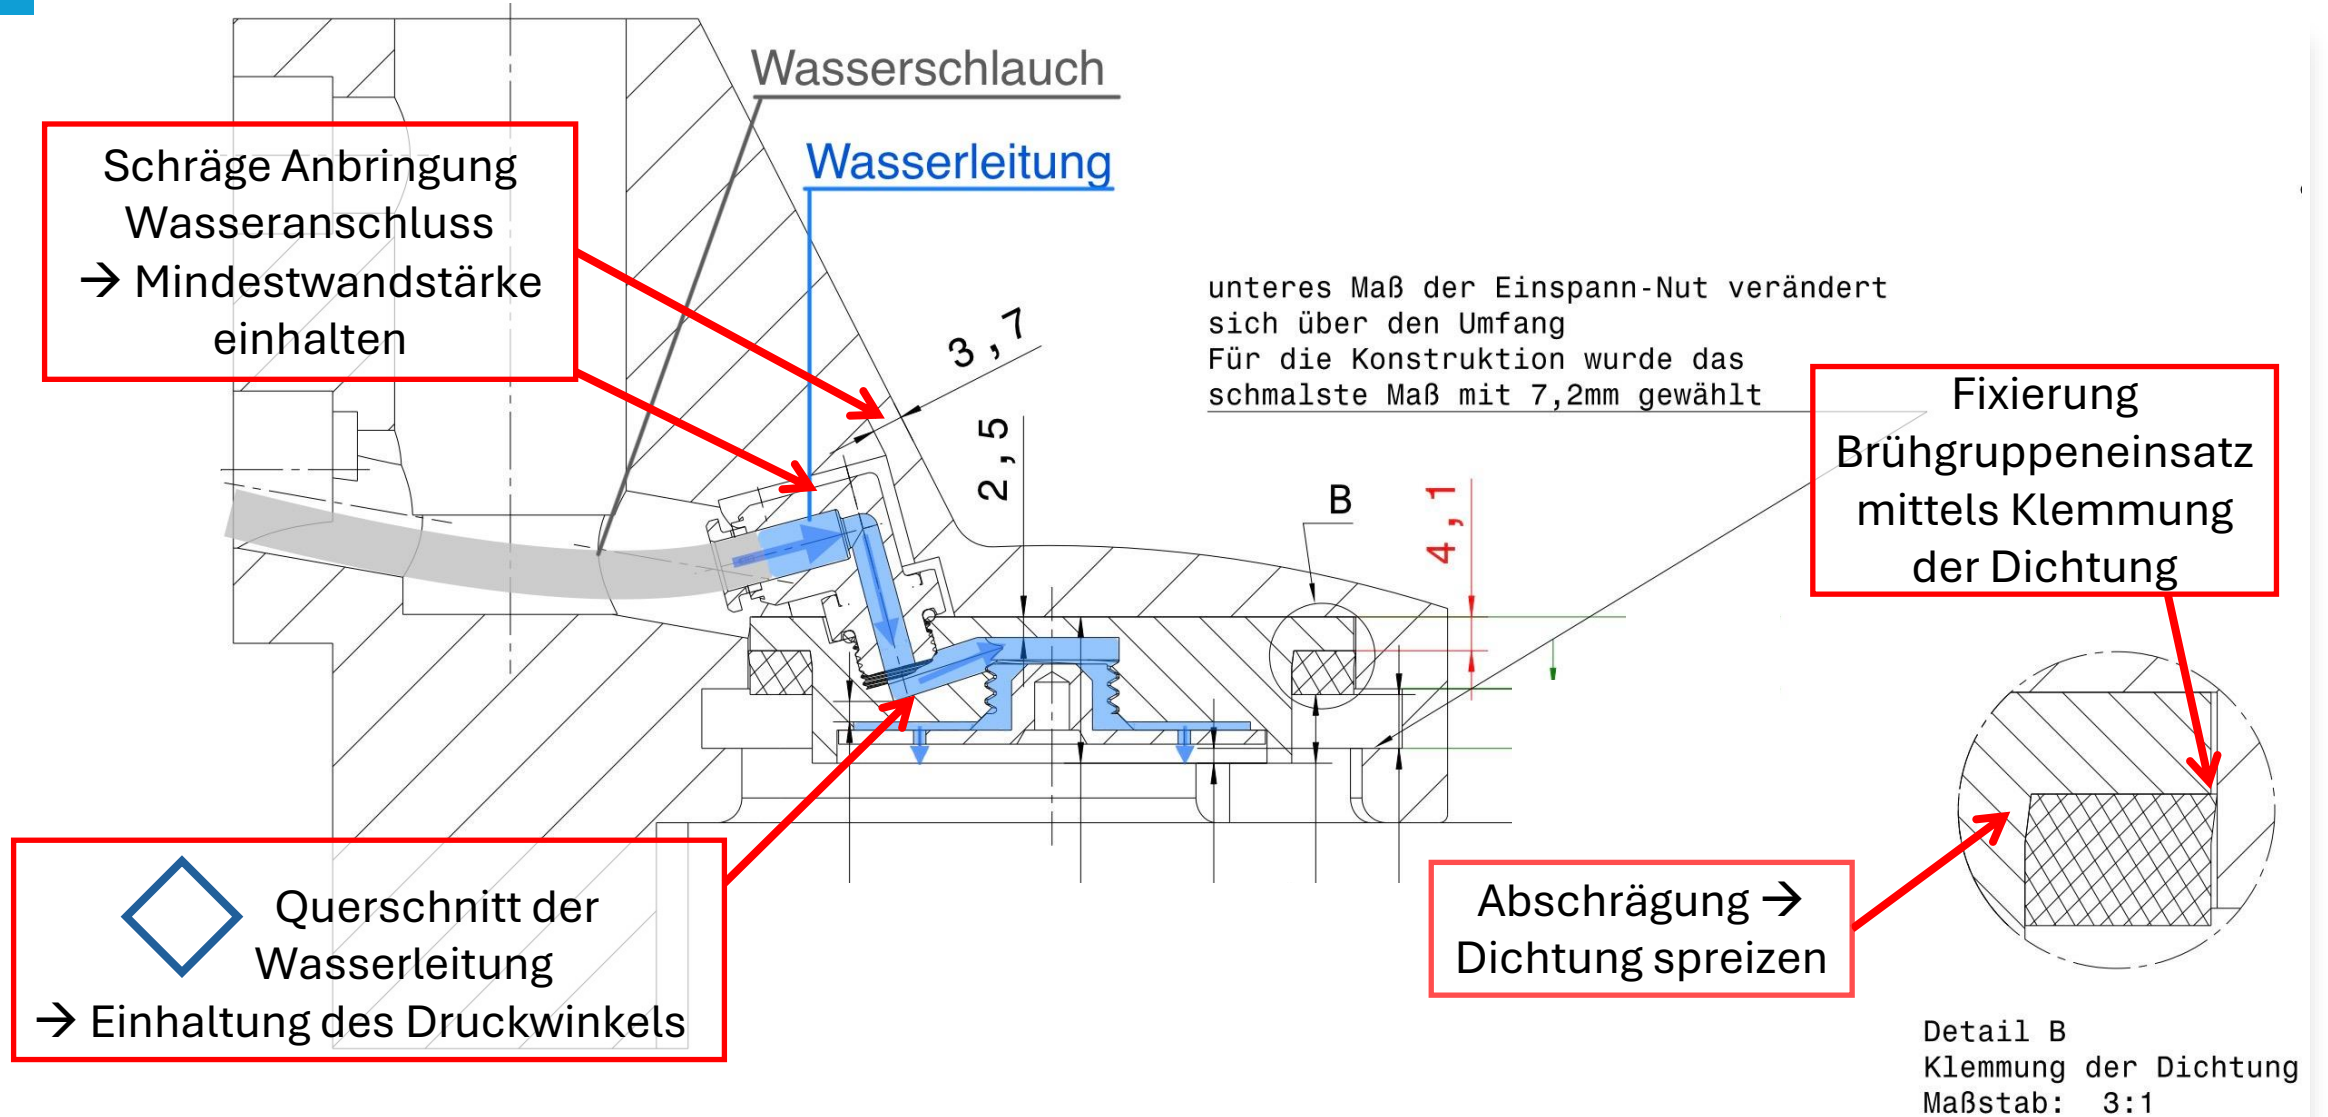 Wasserschlauch
Wasserleitung
Schräge Anbringung
Wasseranschluss
→ Mindestwandstärke
einhalten
3,7
2,5
unteres Maß der Einspann-Nut verändert
sich über den Umfang
Für die Konstruktion wurde das
schmalste Maß mit 7,2mm gewählt
B
4,1
Fixierung
Brühgruppeneinsatz
mittels Klemmung
der Dichtung
Querschnitt der
Wasserleitung
→ Einhaltung des Druckwinkels
Abschrägung →
Dichtung spreizen
Detail B
Klemmung der Dichtung
Maßstab: 3:1